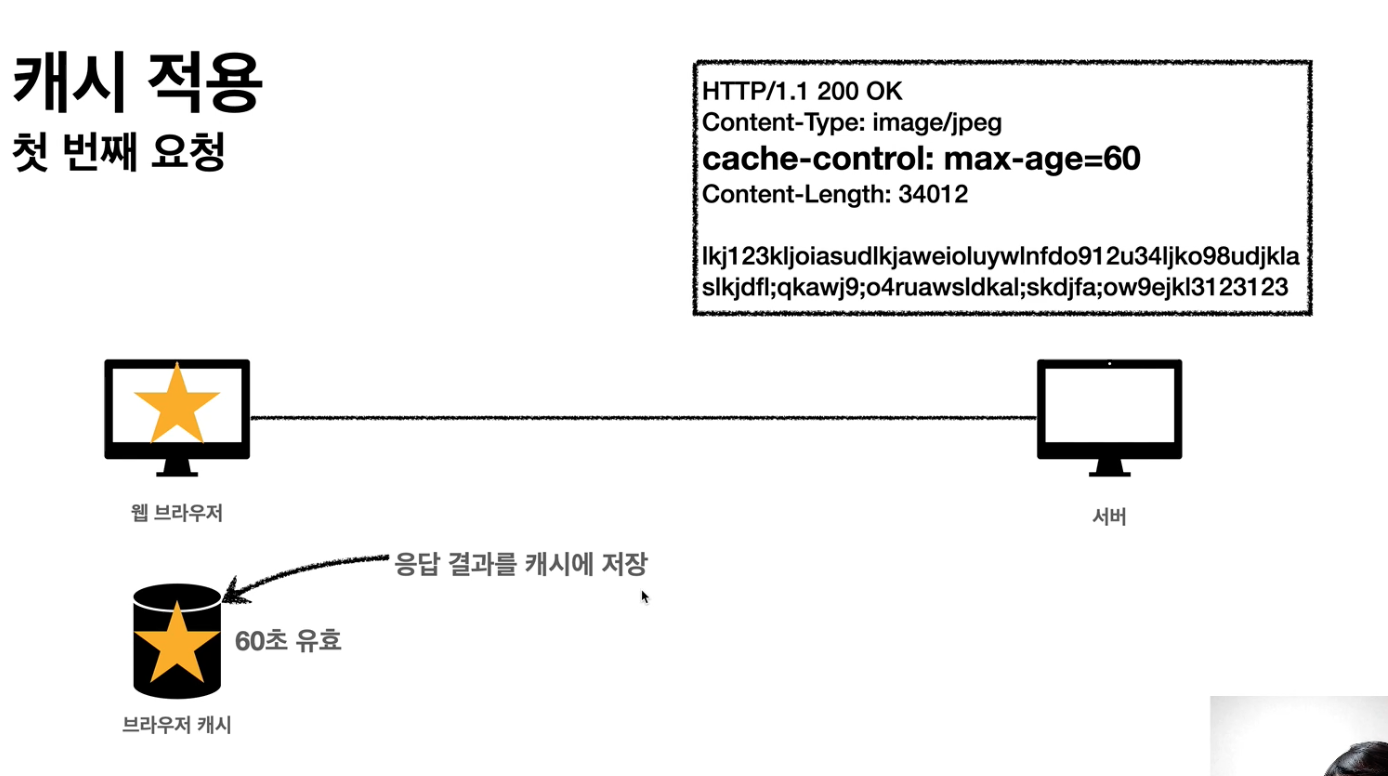 캐시 적용
첫 번째 요청
HTTP/1.1 200 OK
Content-Type: image/jpeg
cache-control: max-age=60
Content-Length: 34012
lkj123kljoiasudlkjaweioluywlnfdo912u34ljko98udjkla
slkjdfl;qkawj9;o4ruawsldkal;skdjfa;ow9ejkl3123123
웹 브라우저
서버
응답 결과를 캐시에 저장
60초 유효
브라우저 캐시